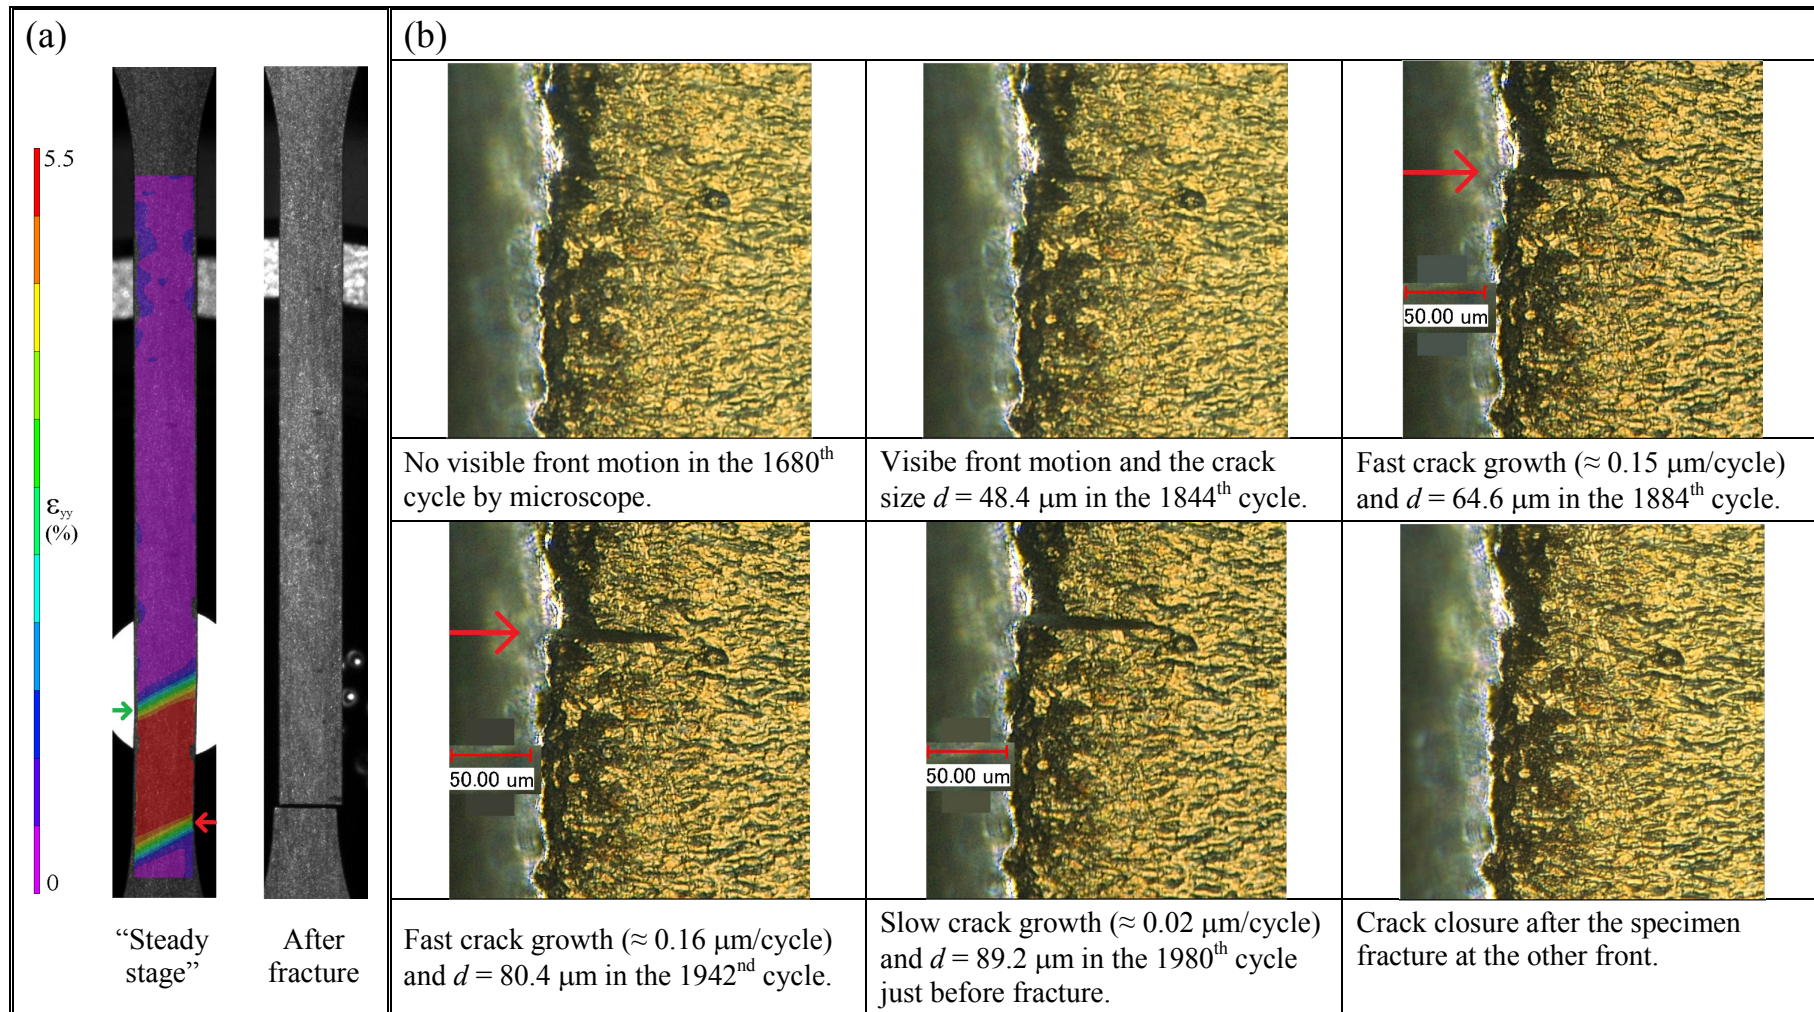 (a)
5.5
ε_yy
(%)
0
“Steady
stage”
After
fracture
(b)
No visible front motion in the 1680th
cycle by microscope.
Visibe front motion and the crack
size d = 48.4 μm in the 1844th cycle.
50.00 um
Fast crack growth (≈ 0.15 μm/cycle)
and d = 64.6 μm in the 1884th cycle.
50.00 um
Fast crack growth (≈ 0.16 μm/cycle)
and d = 80.4 μm in the 1942nd cycle.
50.00 um
Slow crack growth (≈ 0.02 μm/cycle)
and d = 89.2 μm in the 1980th cycle
just before fracture.
Crack closure after the specimen
fracture at the other front.